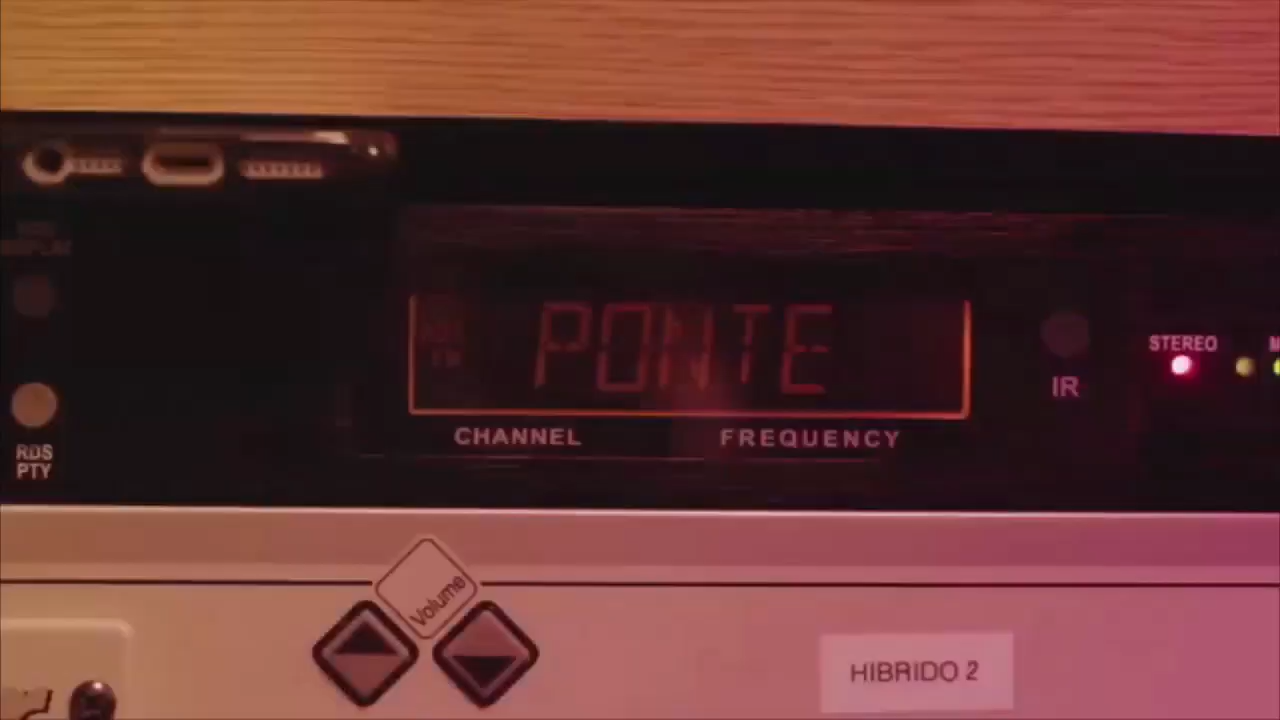 PONTE
CHANNEL
FREQUENCY
IR
STEREO
RDS
PTY
Volume
HIBRIDO 2